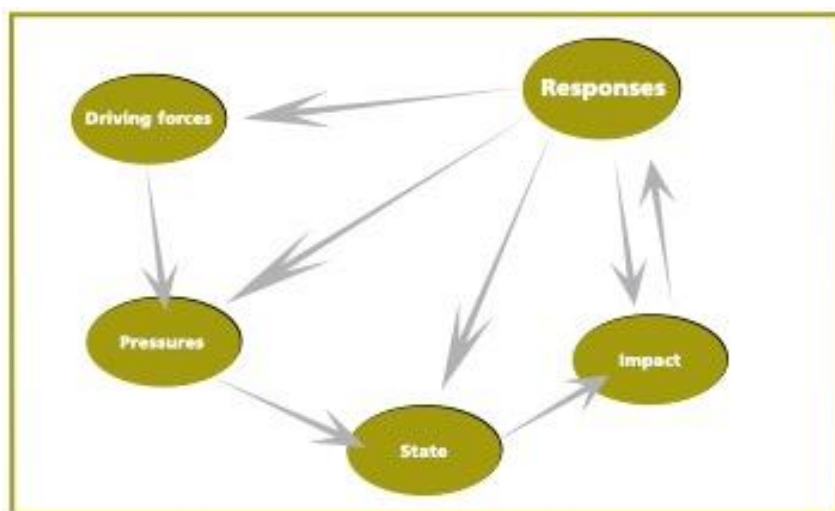 Responses
Driving forces
Pressures
Impact
State